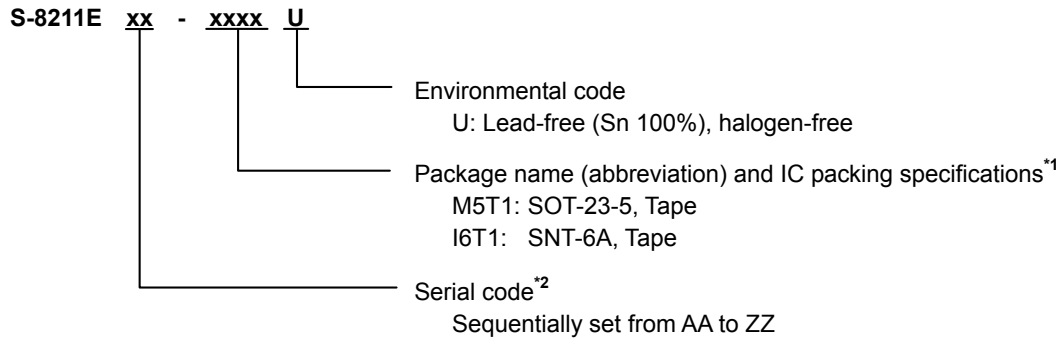 S-8211E xx - xxxx U
Environmental code
U: Lead-free (Sn 100%), halogen-free
Package name (abbreviation) and IC packing specifications*1
M5T1: SOT-23-5, Tape
I6T1: SNT-6A, Tape
Serial code*2
Sequentially set from AA to ZZ